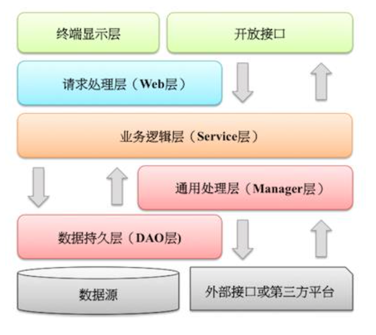 终端显示层
开放接口
请求处理层（Web层）
业务逻辑层（Service层）
通用处理层（Manager层）
数据持久层（DAO层)
数据源
外部接口或第三方平台